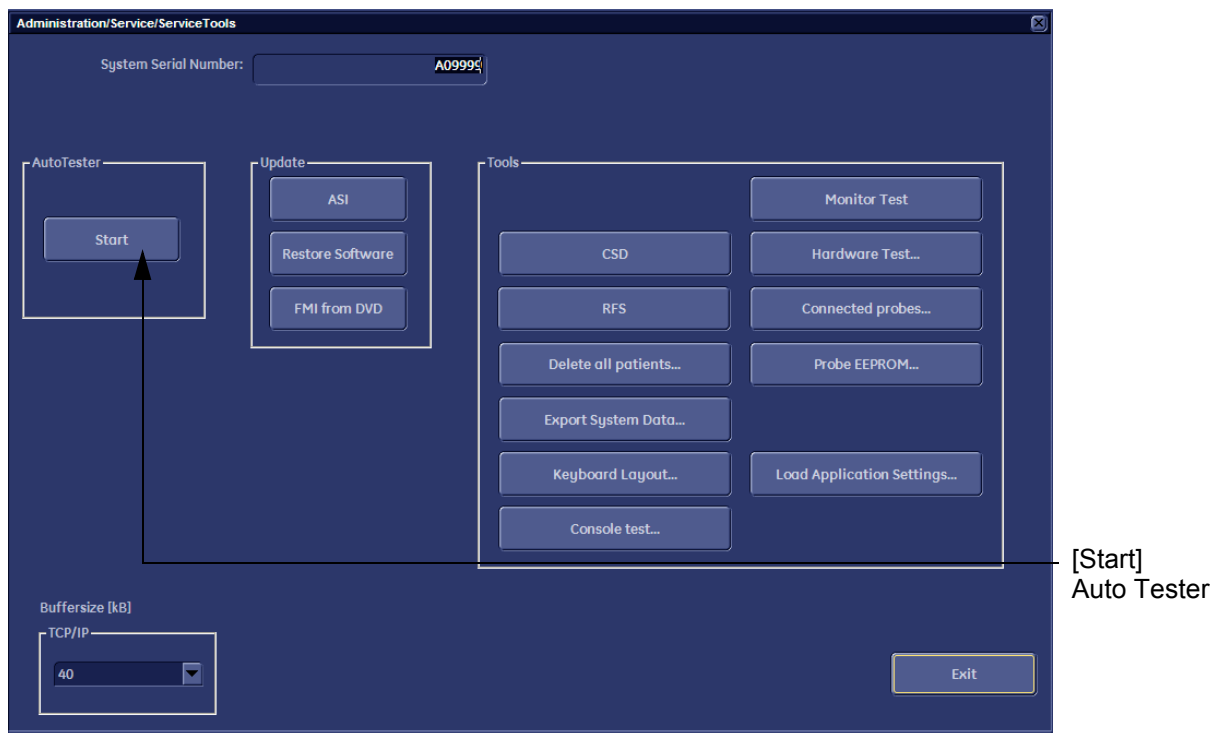 Administration/Service/ServiceTools
System Serial Number:
A09999
AutoTester
Start
Update
ASI
Restore Software
FMI from DVD
Tools
Monitor Test
CSD
Hardware Test...
RFS
Connected probes...
Delete all patients...
Probe EEPROM...
Export System Data...
Keyboard Layout...
Load Application Settings...
Console test...
[Start]
Auto Tester
Buffersize [kB]
TCP/IP
40
Exit